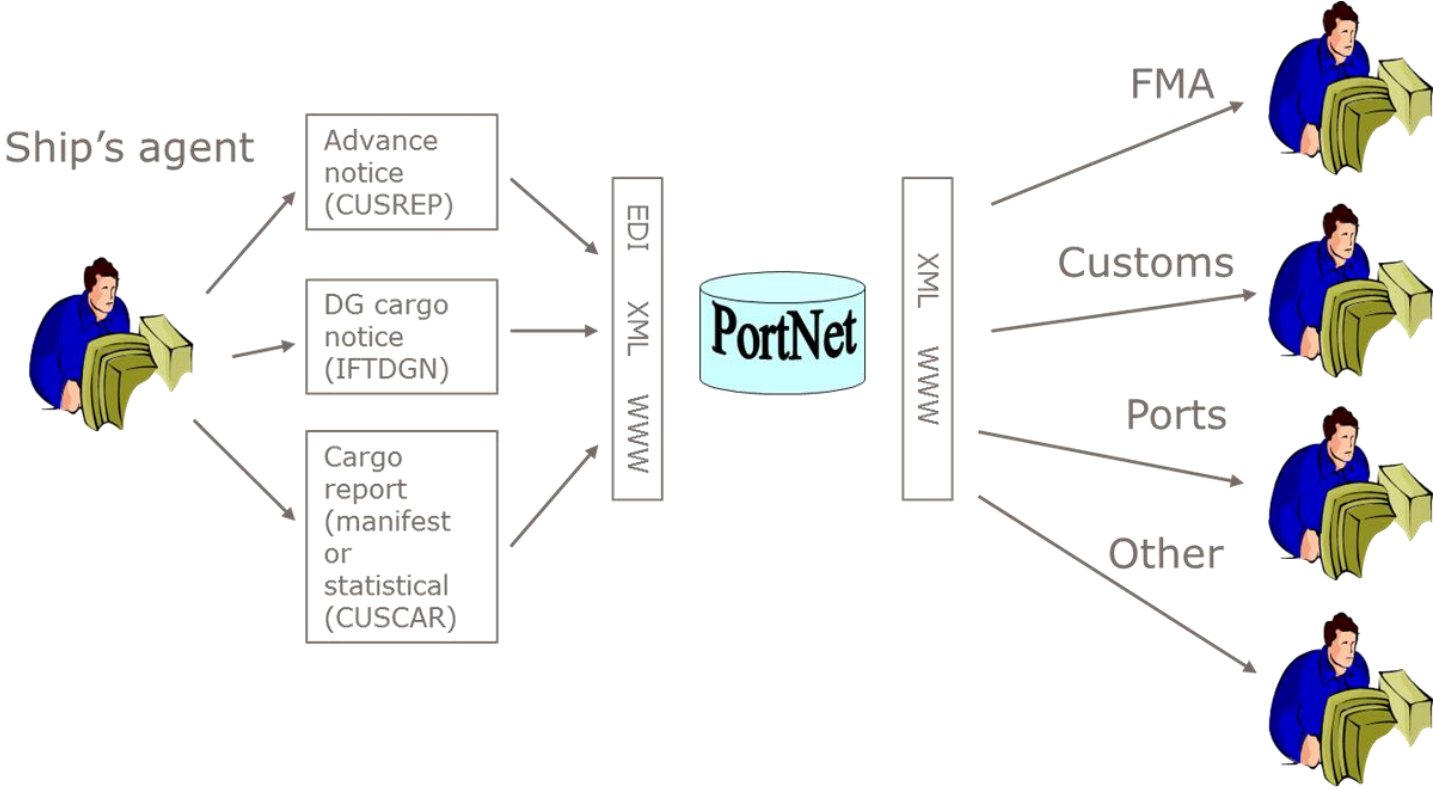 Ship's agent
Advance
notice
(CUSREP)
DG cargo
notice
(IFTDGN)
Cargo
report
(manifest
or
statistical
(CUSCAR)
EDI XML WWW
PortNet
XML WWW
FMA
Customs
Ports
Other